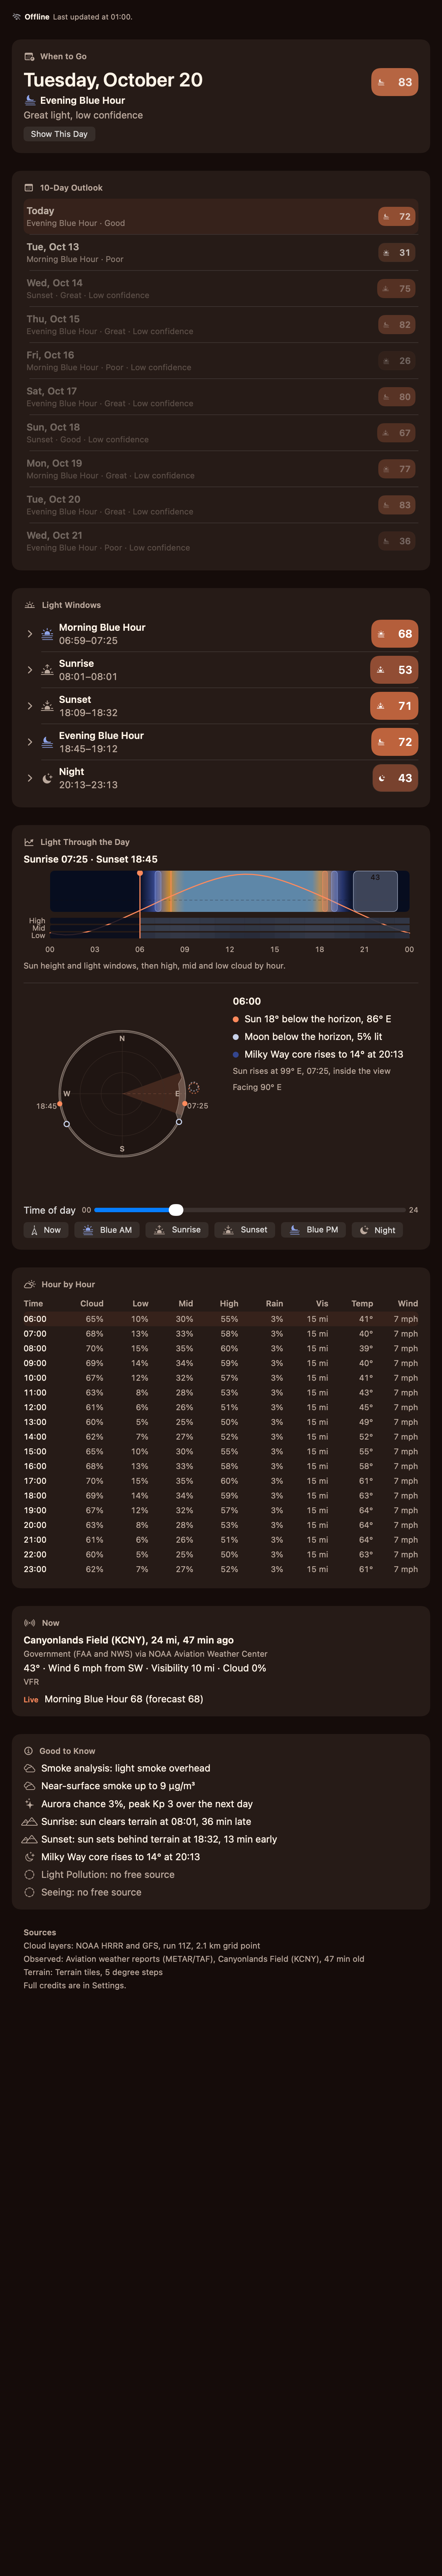 Offline Last updated at 01:00.
When to Go
Tuesday, October 20
83
Evening Blue Hour
Great light, low confidence
Show This Day
10-Day Outlook
Today
Evening Blue Hour · Good
72
Tue, Oct 13
Morning Blue Hour · Poor
31
Wed, Oct 14
Sunset · Great · Low confidence
75
Thu, Oct 15
Evening Blue Hour · Great · Low confidence
82
Fri, Oct 16
Morning Blue Hour · Poor · Low confidence
26
Sat, Oct 17
Evening Blue Hour · Great · Low confidence
80
Sun, Oct 18
Sunset · Good · Low confidence
67
Mon, Oct 19
Morning Blue Hour · Great · Low confidence
77
Tue, Oct 20
Evening Blue Hour · Great · Low confidence
83
Wed, Oct 21
Evening Blue Hour · Poor · Low confidence
36
Light Windows
Morning Blue Hour
06:59–07:25
68
Sunrise
08:01–08:01
53
Sunset
18:09–18:32
71
Evening Blue Hour
18:45–19:12
72
Night
20:13–23:13
43
Light Through the Day
Sunrise 07:25 · Sunset 18:45
43
High
Mid
Low
00 03 06 09 12 15 18 21 00
Sun height and light windows, then high, mid and low cloud by hour.
06:00
Sun 18° below the horizon, 86° E
Moon below the horizon, 5% lit
Milky Way core rises to 14° at 20:13
Sun rises at 99° E, 07:25, inside the view
Facing 90° E
N
W
E
18:45
07:25
S
Time of day 00 24
Now Blue AM Sunrise Sunset Blue PM Night
Hour by Hour
Time Cloud Low Mid High Rain Vis Temp Wind
06:00 65% 10% 30% 55% 3% 15 mi 41° 7 mph
07:00 68% 13% 33% 58% 3% 15 mi 40° 7 mph
08:00 70% 15% 35% 60% 3% 15 mi 39° 7 mph
09:00 69% 14% 34% 59% 3% 15 mi 40° 7 mph
10:00 67% 12% 32% 57% 3% 15 mi 41° 7 mph
11:00 63% 8% 28% 53% 3% 15 mi 43° 7 mph
12:00 61% 6% 26% 51% 3% 15 mi 45° 7 mph
13:00 60% 5% 25% 50% 3% 15 mi 49° 7 mph
14:00 62% 7% 27% 52% 3% 15 mi 52° 7 mph
15:00 65% 10% 30% 55% 3% 15 mi 55° 7 mph
16:00 68% 13% 33% 58% 3% 15 mi 58° 7 mph
17:00 70% 15% 35% 60% 3% 15 mi 61° 7 mph
18:00 69% 14% 34% 59% 3% 15 mi 63° 7 mph
19:00 67% 12% 32% 57% 3% 15 mi 64° 7 mph
20:00 63% 8% 28% 53% 3% 15 mi 64° 7 mph
21:00 61% 6% 26% 51% 3% 15 mi 64° 7 mph
22:00 60% 5% 25% 50% 3% 15 mi 63° 7 mph
23:00 62% 7% 27% 52% 3% 15 mi 61° 7 mph
Now
Canyonlands Field (KCNY), 24 mi, 47 min ago
Government (FAA and NWS) via NOAA Aviation Weather Center
43° · Wind 6 mph from SW · Visibility 10 mi · Cloud 0%
VFR
Live Morning Blue Hour 68 (forecast 68)
Good to Know
Smoke analysis: light smoke overhead
Near-surface smoke up to 9 µg/m³
Aurora chance 3%, peak Kp 3 over the next day
Sunrise: sun clears terrain at 08:01, 36 min late
Sunset: sun sets behind terrain at 18:32, 13 min early
Milky Way core rises to 14° at 20:13
Light Pollution: no free source
Seeing: no free source
Sources
Cloud layers: NOAA HRRR and GFS, run 11Z, 2.1 km grid point
Observed: Aviation weather reports (METAR/TAF), Canyonlands Field (KCNY), 47 min old
Terrain: Terrain tiles, 5 degree steps
Full credits are in Settings.